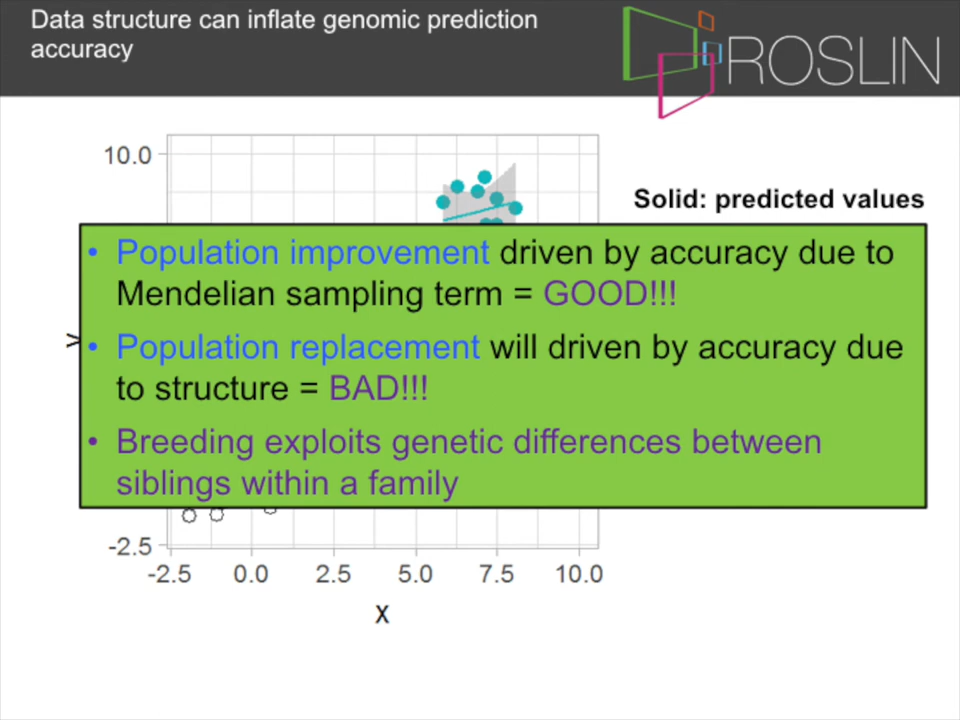 Data structure can inflate genomic prediction
accuracy
ROSLIN
10.0
Solid: predicted values
• Population improvement driven by accuracy due to
Mendelian sampling term = GOOD!!!
• Population replacement will driven by accuracy due
to structure = BAD!!!
• Breeding exploits genetic differences between
siblings within a family
-2.5
-2.5 0.0 2.5 5.0 7.5 10.0
X